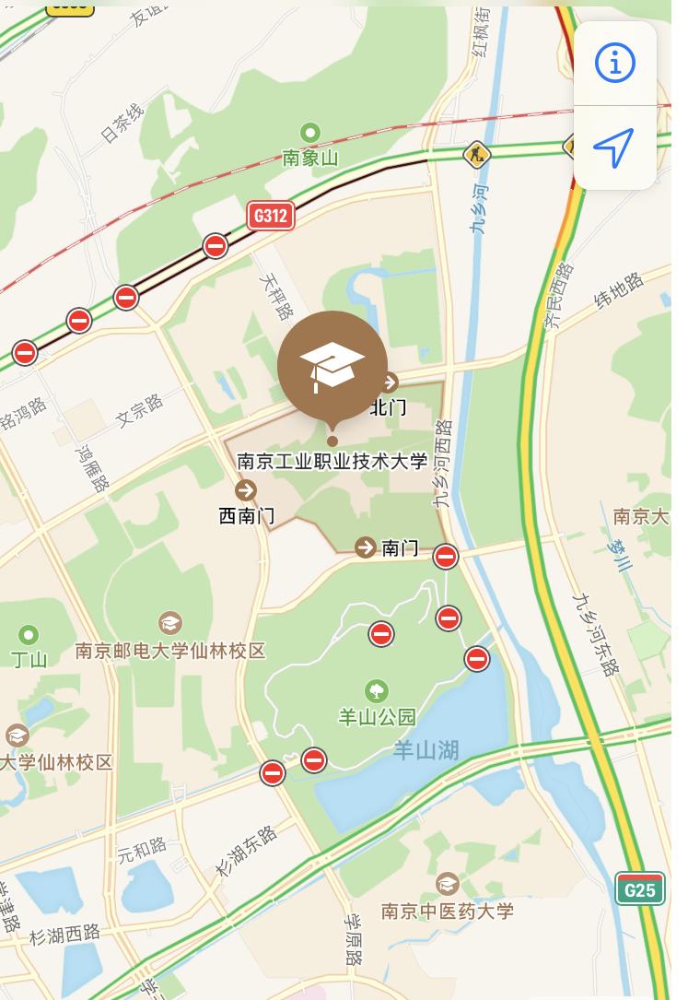 红枫街
日茶线
南象山
G312
九乡河
天秤路
齐民西路
纬地路
铭鸿路
文宗路
北门
鸿雁路
南京工业职业技术大学
九乡河西路
西南门
南京大
南门
梦川
九乡河东路
南京邮电大学仙林校区
丁山
羊山公园
羊山湖
大学仙林校区
元和路
杉湖东路
G25
南京中医药大学
学津路
杉湖西路
学原路